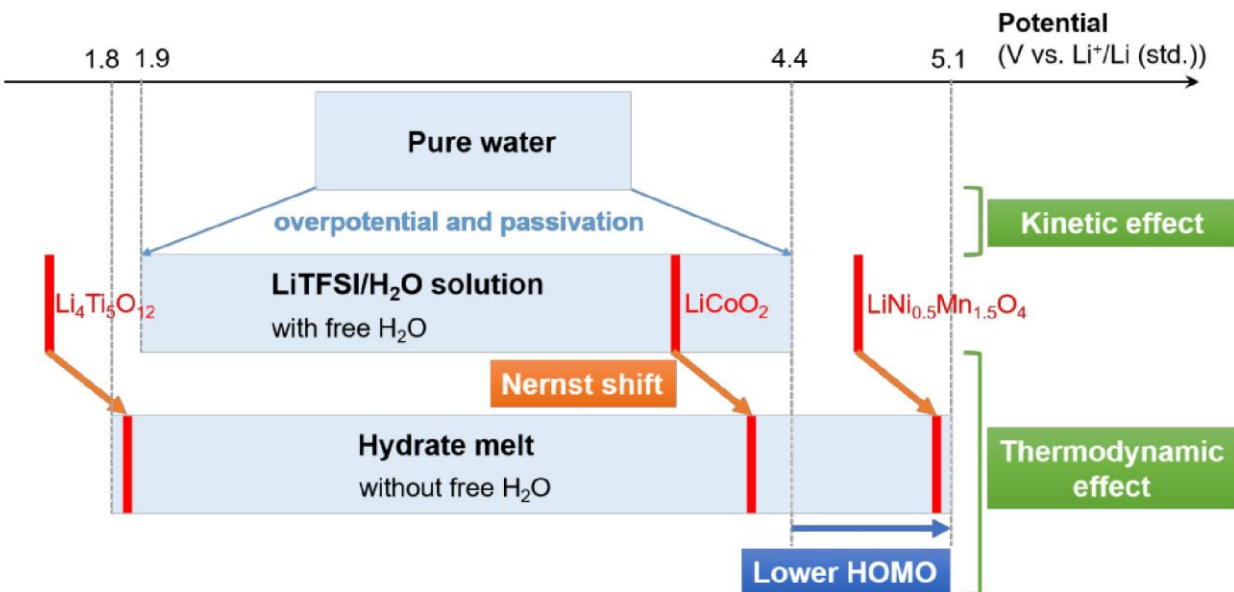 Potential
(V vs. Li⁺/Li (std.))
1.8 1.9 4.4 5.1
Pure water
overpotential and passivation
Kinetic effect
LiTFSI/H₂O solution
with free H₂O
Li₄Ti₅O₁₂
LiCoO₂
LiNi₀.₅Mn₁.₅O₄
Nernst shift
Hydrate melt
without free H₂O
Thermodynamic
effect
Lower HOMO